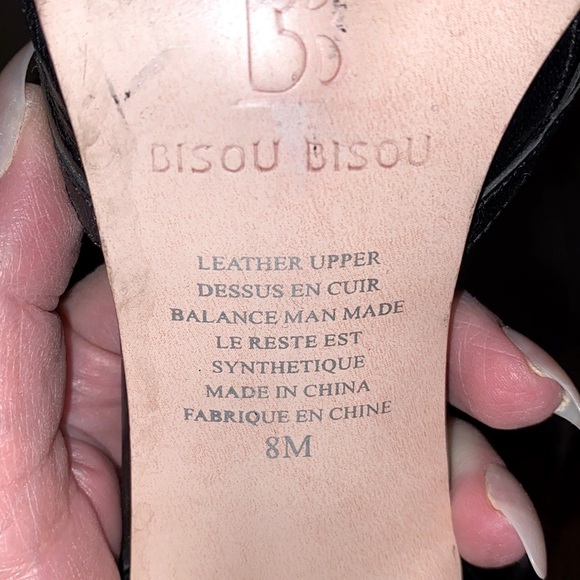 B
BISOU BISOU
LEATHER UPPER
DESSUS EN CUIR
BALANCE MAN MADE
LE RESTE EST
SYNTHETIQUE
MADE IN CHINA
FABRIQUE EN CHINE
8M